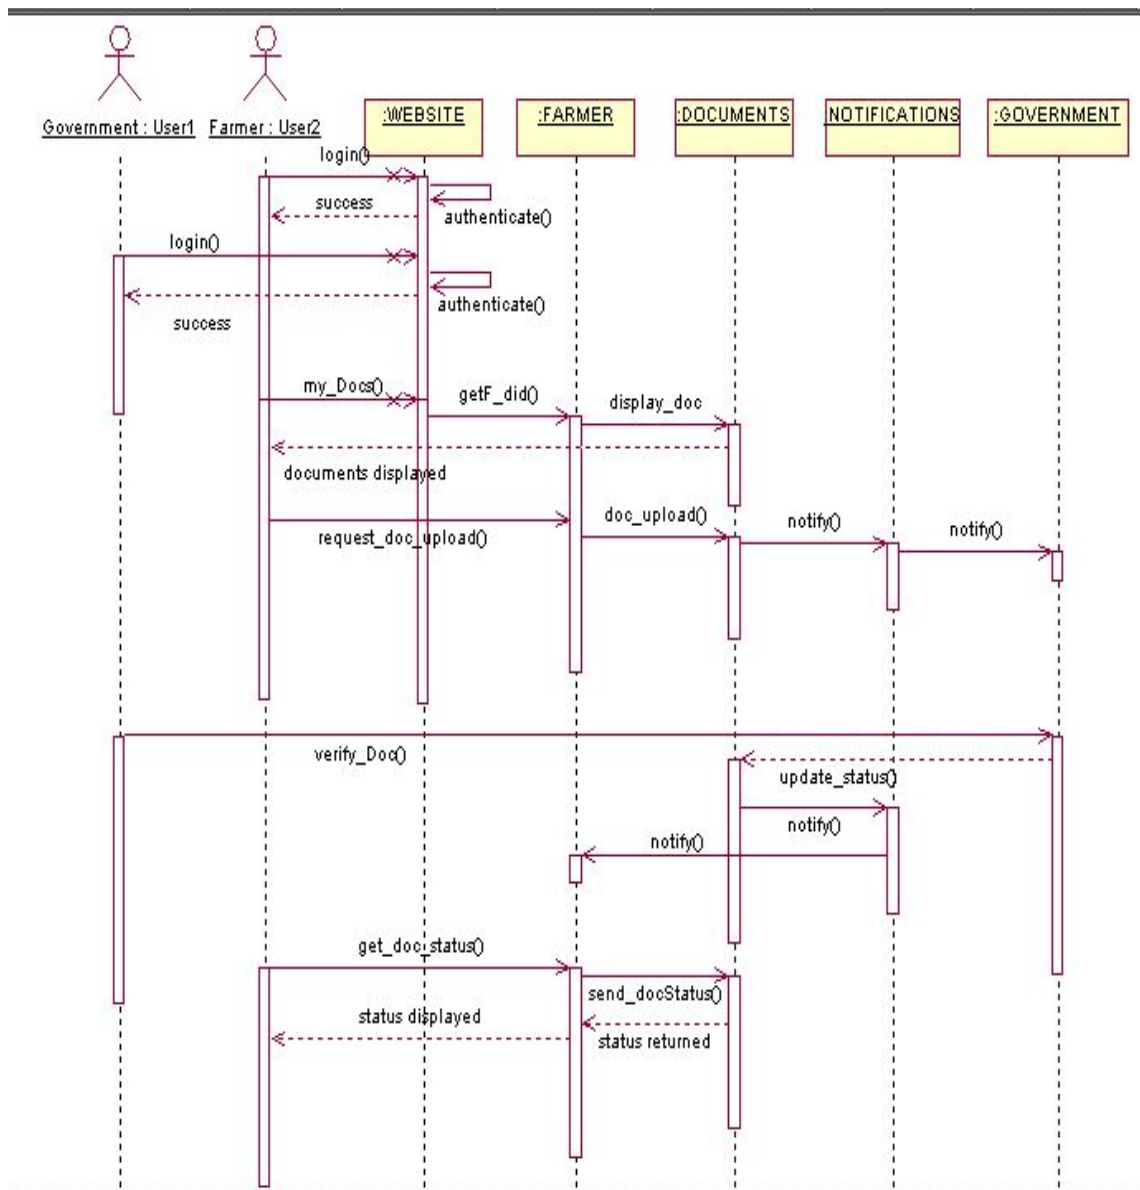 Government : User1
Farmer : User2
:WEBSITE
:FARMER
:DOCUMENTS
:NOTIFICATIONS
:GOVERNMENT
login()
success
authenticate()
login()
authenticate()
success
my_Docs()
getF_did()
display_doc
documents displayed
request_doc_upload()
doc_upload()
notify()
notify()
verify_Doc()
update_status()
notify()
notify()
get_doc_status()
send_docStatus()
status displayed
status returned